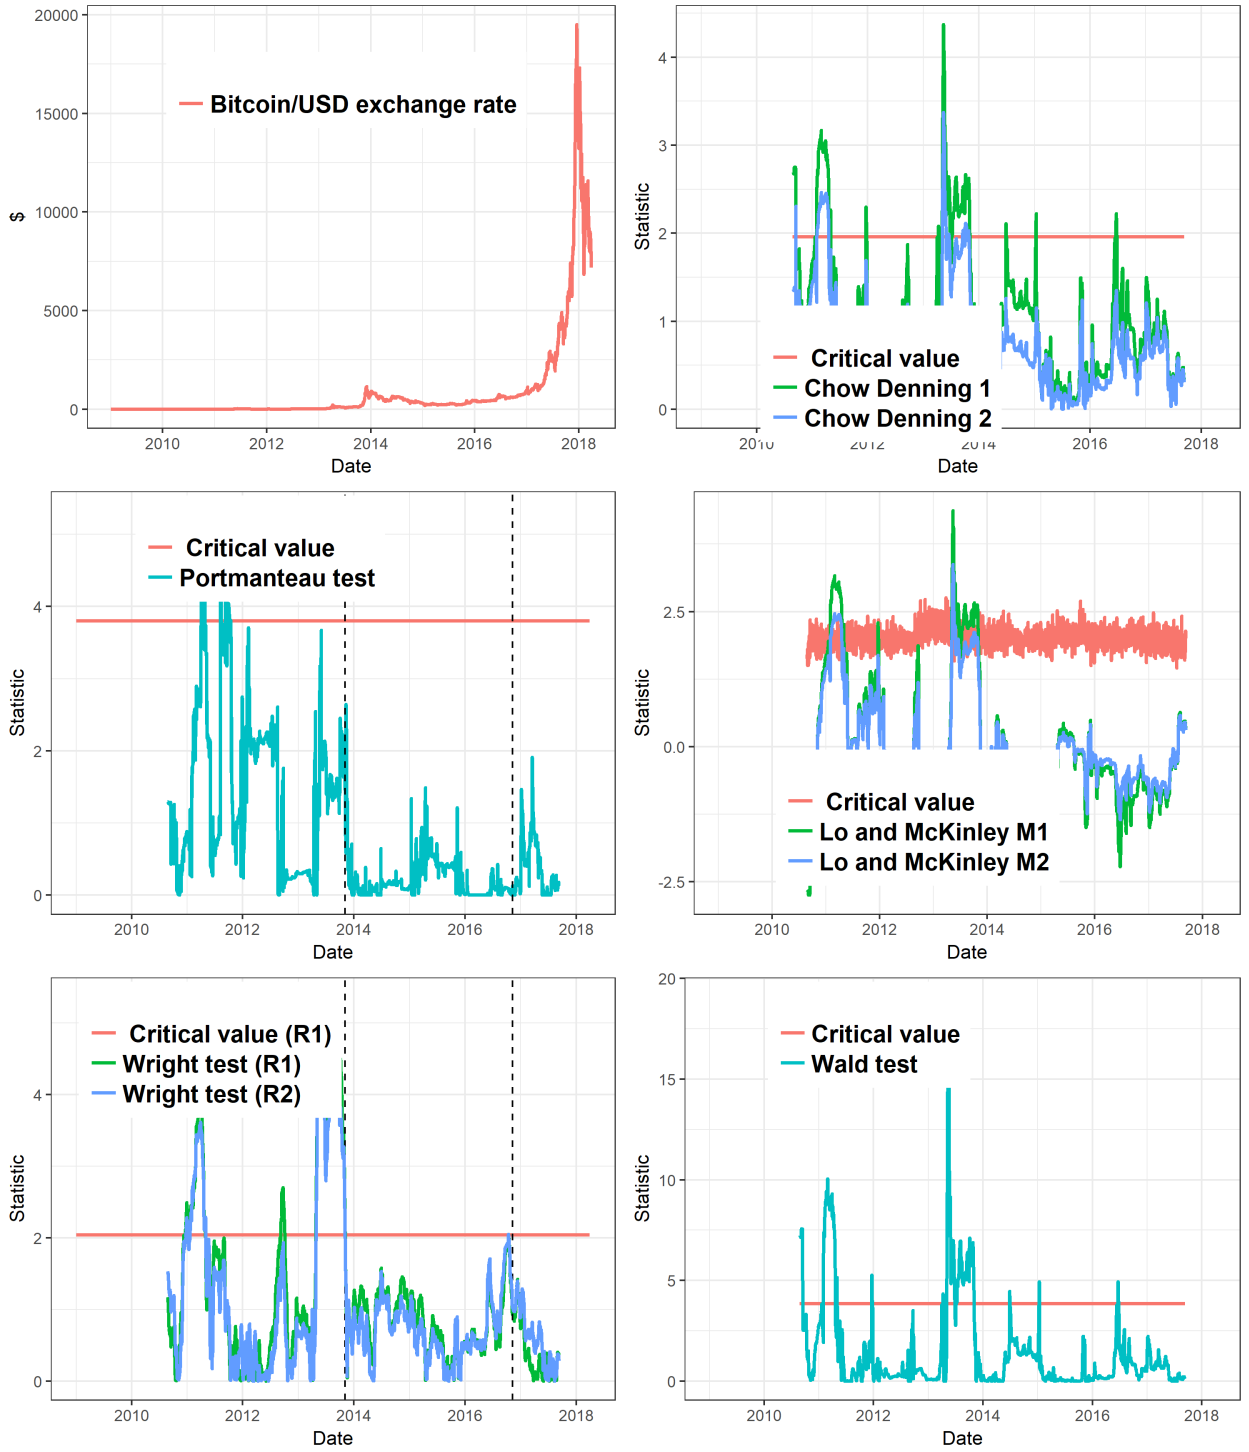 20000
15000
10000
5000
0
$
Bitcoin/USD exchange rate
2010 2012 2014 2016 2018
Date
4
3
2
1
0
Statistic
Critical value
Chow Denning 1
Chow Denning 2
2010 2012 2014 2016 2018
Date
4
2
0
Statistic
Critical value
Portmanteau test
2010 2012 2014 2016 2018
Date
2.5
0.0
-2.5
Statistic
Critical value
Lo and McKinley M1
Lo and McKinley M2
2010 2012 2014 2016 2018
Date
4
2
0
Statistic
Critical value (R1)
Wright test (R1)
Wright test (R2)
2010 2012 2014 2016 2018
Date
20
15
10
5
0
Statistic
Critical value
Wald test
2010 2012 2014 2016 2018
Date